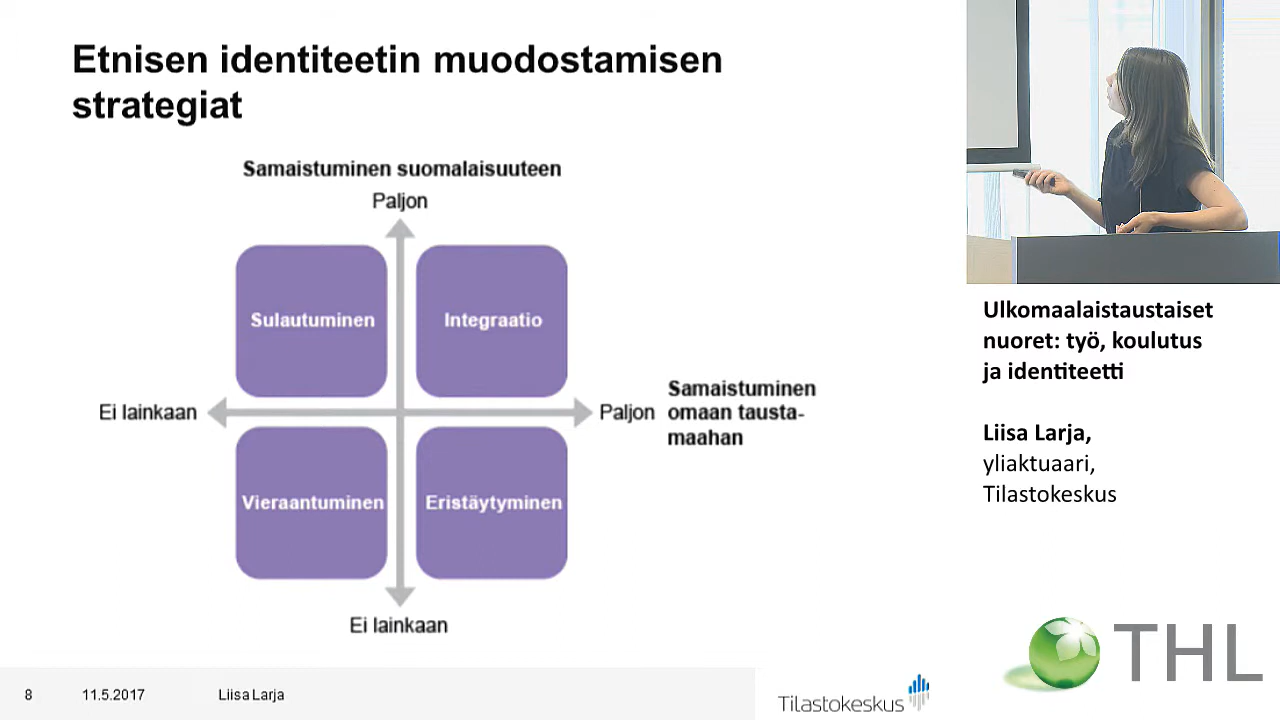 Etnisen identiteetin muodostamisen
strategiat
Samaistuminen suomalaisuuteen
Paljon
Sulautuminen
Integraatio
Ei lainkaan
Paljon
Samaistuminen
omaan tausta-
maahan
Vieraantuminen
Eristäytyminen
Ei lainkaan
8
11.5.2017
Liisa Larja
Tilastokeskus
Ulkomaalaistaustaiset
nuoret: työ, koulutus
ja identiteetti
Liisa Larja,
yliaktuaari,
Tilastokeskus
THL